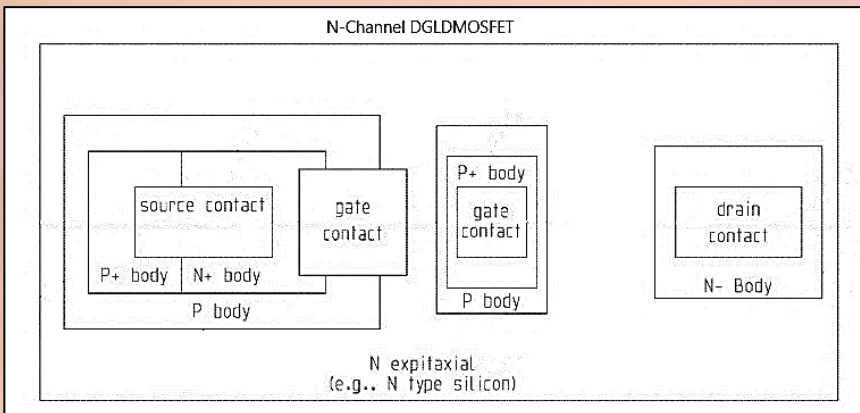 N-Channel DGLDMOSFET
source contact
P+ body
N+ body
P body
gate
contact
P+ body
gate
contact
P body
drain
contact
N- Body
N expitaxial
(e.g., N type silicon)